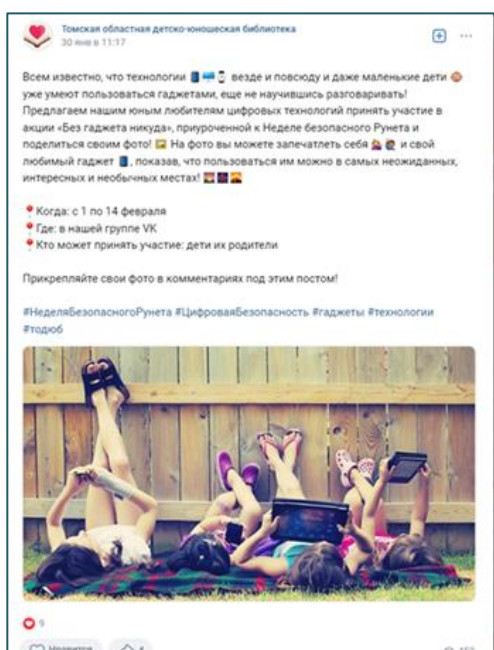 Томская областная детско-юношеская библиотека
30 янв в 11:17
Всем известно, что технологии везде и повсюду и даже маленькие дети
уже умеют пользоваться гаджетами, еще не научившись разговаривать!
Предлагаем нашим юным любителям цифровых технологий принять участие в
акции «Без гаджета никуда», приуроченной к Неделе безопасного Рунета и
поделиться своим фото! На фото вы можете запечатлеть себя и свой
любимый гаджет , показав, что пользоваться им можно в самых неожиданных,
интересных и необычных местах!
Когда: с 1 по 14 февраля
Где: в нашей группе VK
Кто может принять участие: дети их родители
Прикрепляйте свои фото в комментариях под этим постом!
#НеделяБезопасногоРунета #ЦифроваяБезопасность #гаджеты #технологии
#тодюб
9
Нравится 4